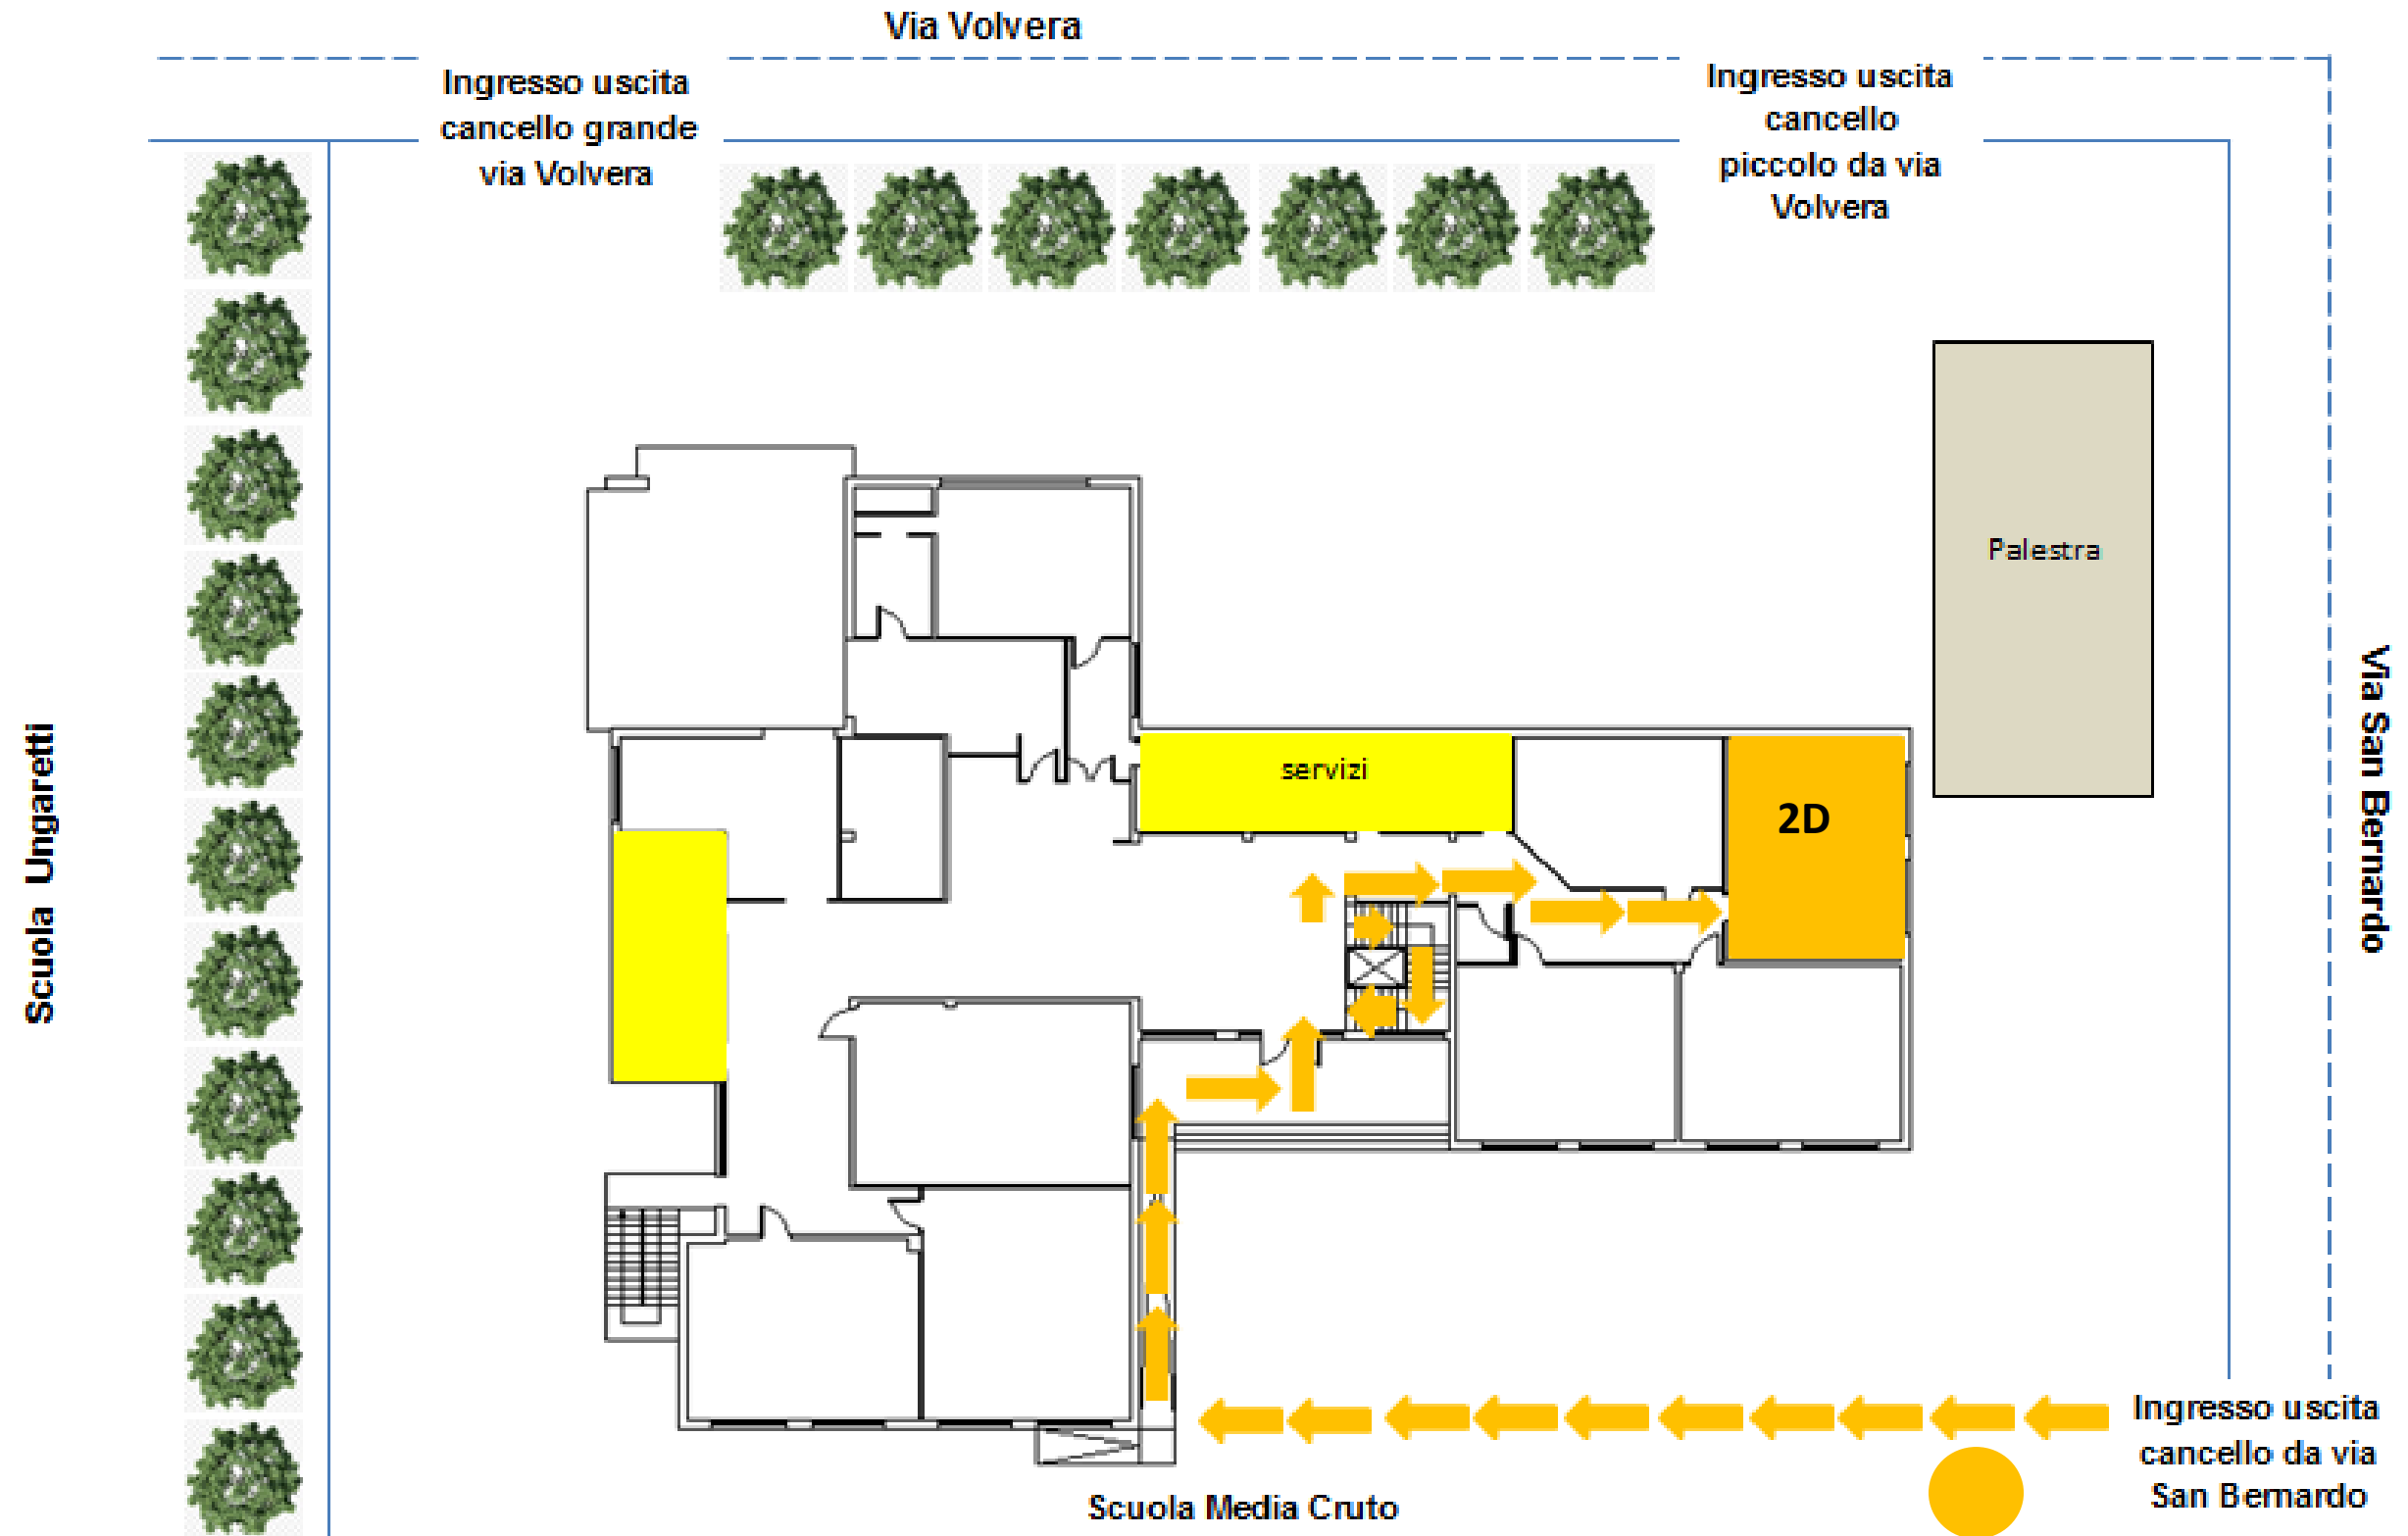 Via Volvera
Ingresso uscita
cancello grande
via Volvera
Ingresso uscita
cancello
piccolo da via
Volvera
Palestra
Scuola Ungaretti
Via San Bernardo
servizi
2D
Ingresso uscita
cancello da via
San Bernardo
Scuola Media Cruto